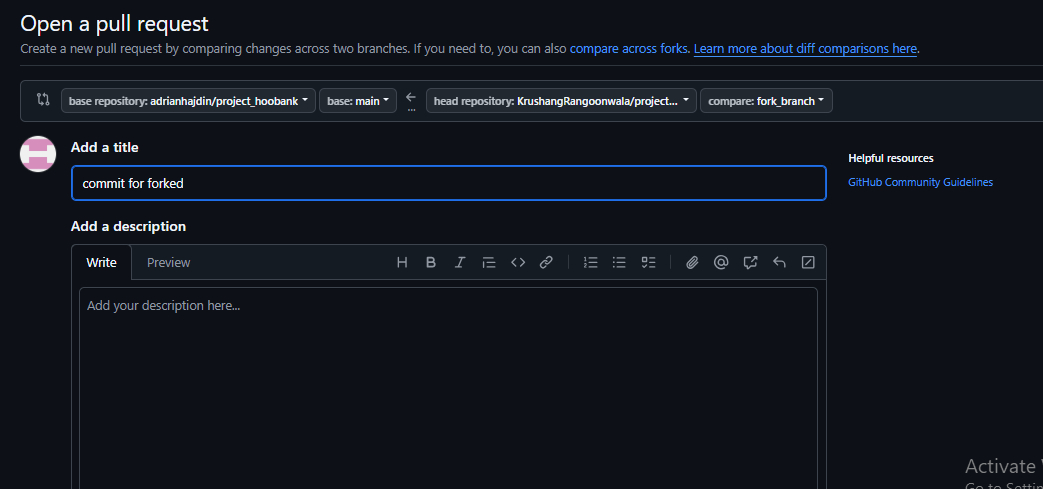 Open a pull request
Create a new pull request by comparing changes across two branches. If you need to, you can also compare across forks. Learn more about diff comparisons here.
base repository: adrianhajdin/project_hoobank base: main ← ... head repository: KrushangRangoonwala/project... compare: fork_branch
Add a title
Helpful resources
commit for forked
GitHub Community Guidelines
Add a description
Write Preview
Add your description here...
Activate
Go to